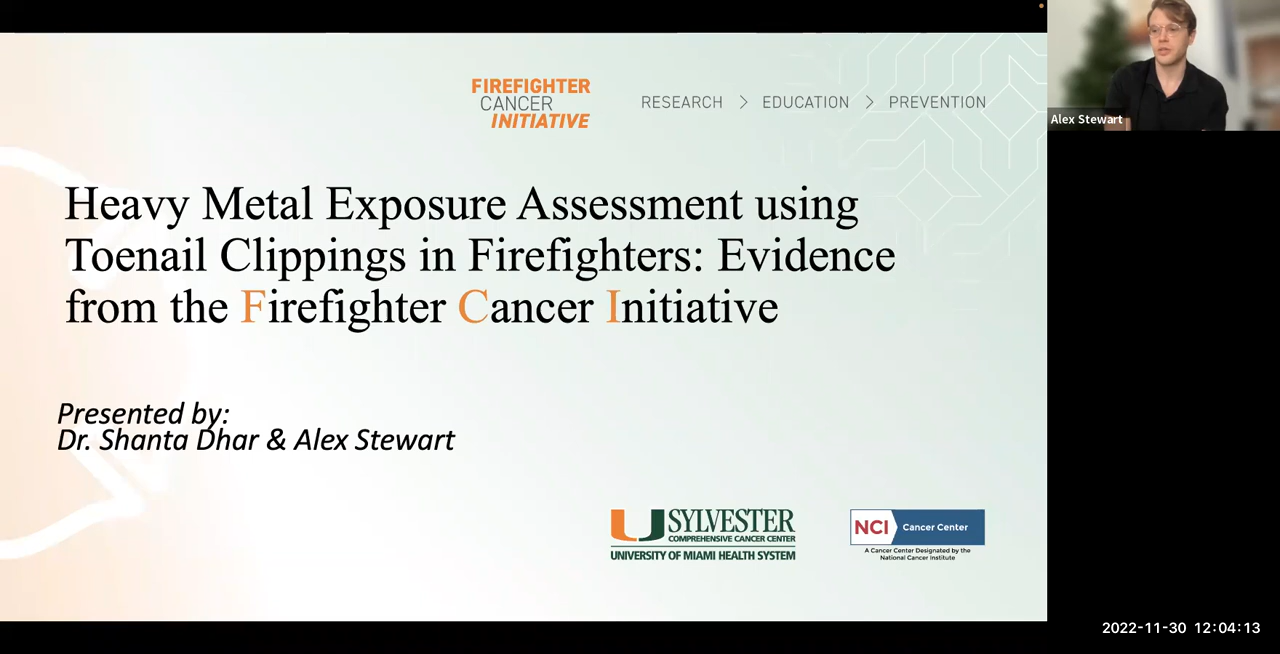 FIREFIGHTER
CANCER
INITIATIVE
RESEARCH > EDUCATION > PREVENTION
Alex Stewart
Heavy Metal Exposure Assessment using
Toenail Clippings in Firefighters: Evidence
from the Firefighter Cancer Initiative
Presented by:
Dr. Shanta Dhar & Alex Stewart
SYLVESTER
COMPREHENSIVE CANCER CENTER
UNIVERSITY OF MIAMI HEALTH SYSTEM
NCI Cancer Center
A Cancer Center Designated by the
National Cancer Institute
2022-11-30 12:04:13